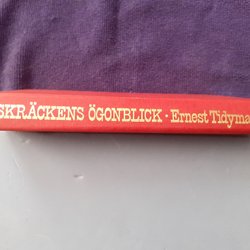 SKRÄCKENS ÖGONBLICK · Ernest Tidyma